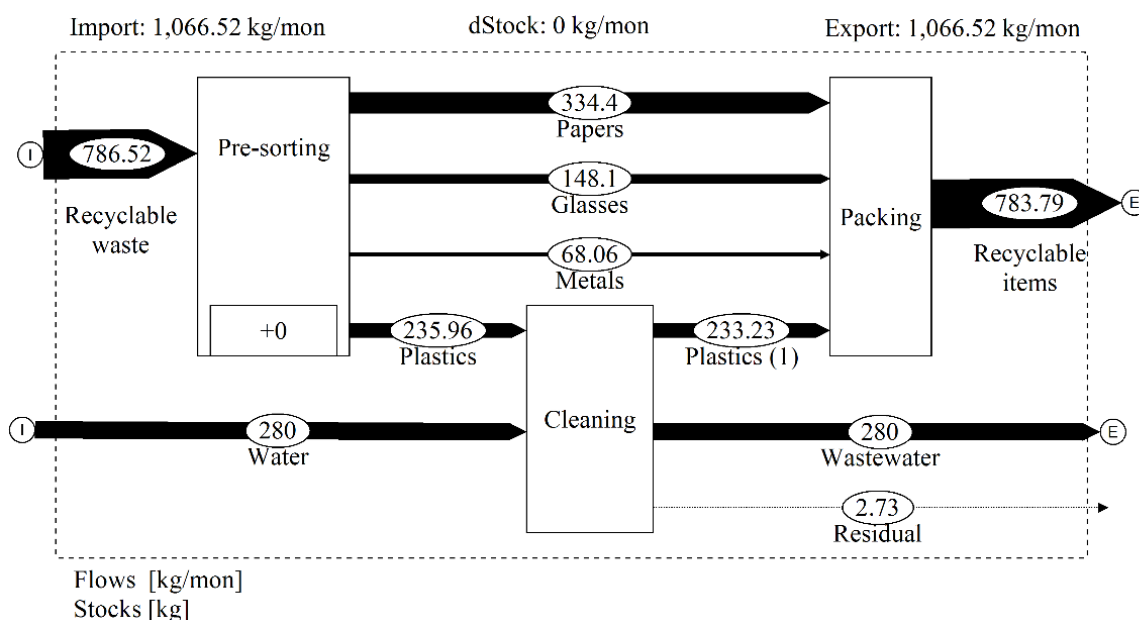 Import: 1,066.52 kg/mon
dStock: 0 kg/mon
Export: 1,066.52 kg/mon
I
786.52
Recyclable
waste
Pre-sorting
+0
334.4
Papers
148.1
Glasses
68.06
Metals
235.96
Plastics
233.23
Plastics (1)
Packing
783.79
Recyclable
items
E
I
280
Water
Cleaning
280
Wastewater
E
2.73
Residual
Flows [kg/mon]
Stocks [kg]